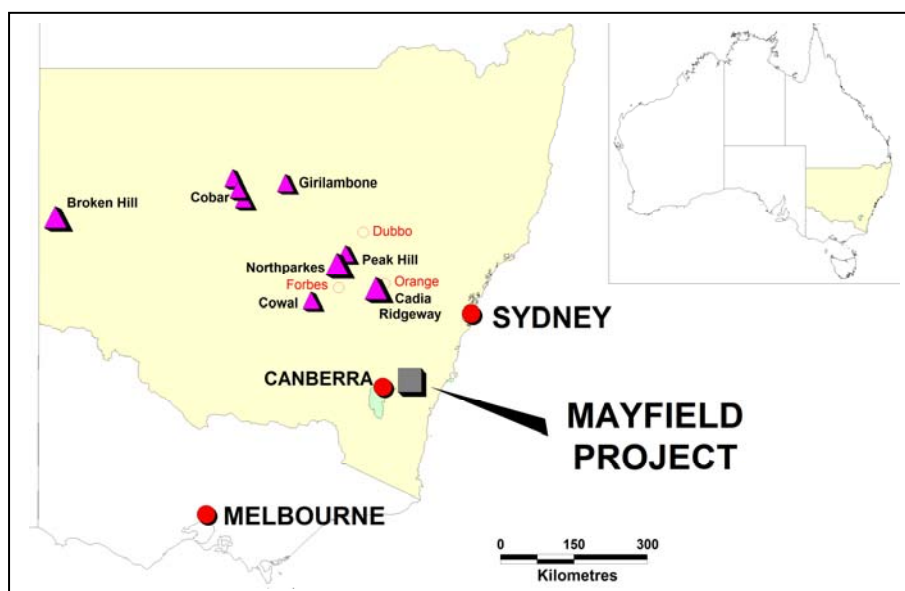 Broken Hill
Cobar
Girilambone
Dubbo
Northparkes
Peak Hill
Forbes
Orange
Cowal
Cadia
Ridgeway
SYDNEY
CANBERRA
MAYFIELD
PROJECT
MELBOURNE
0 150 300
Kilometres